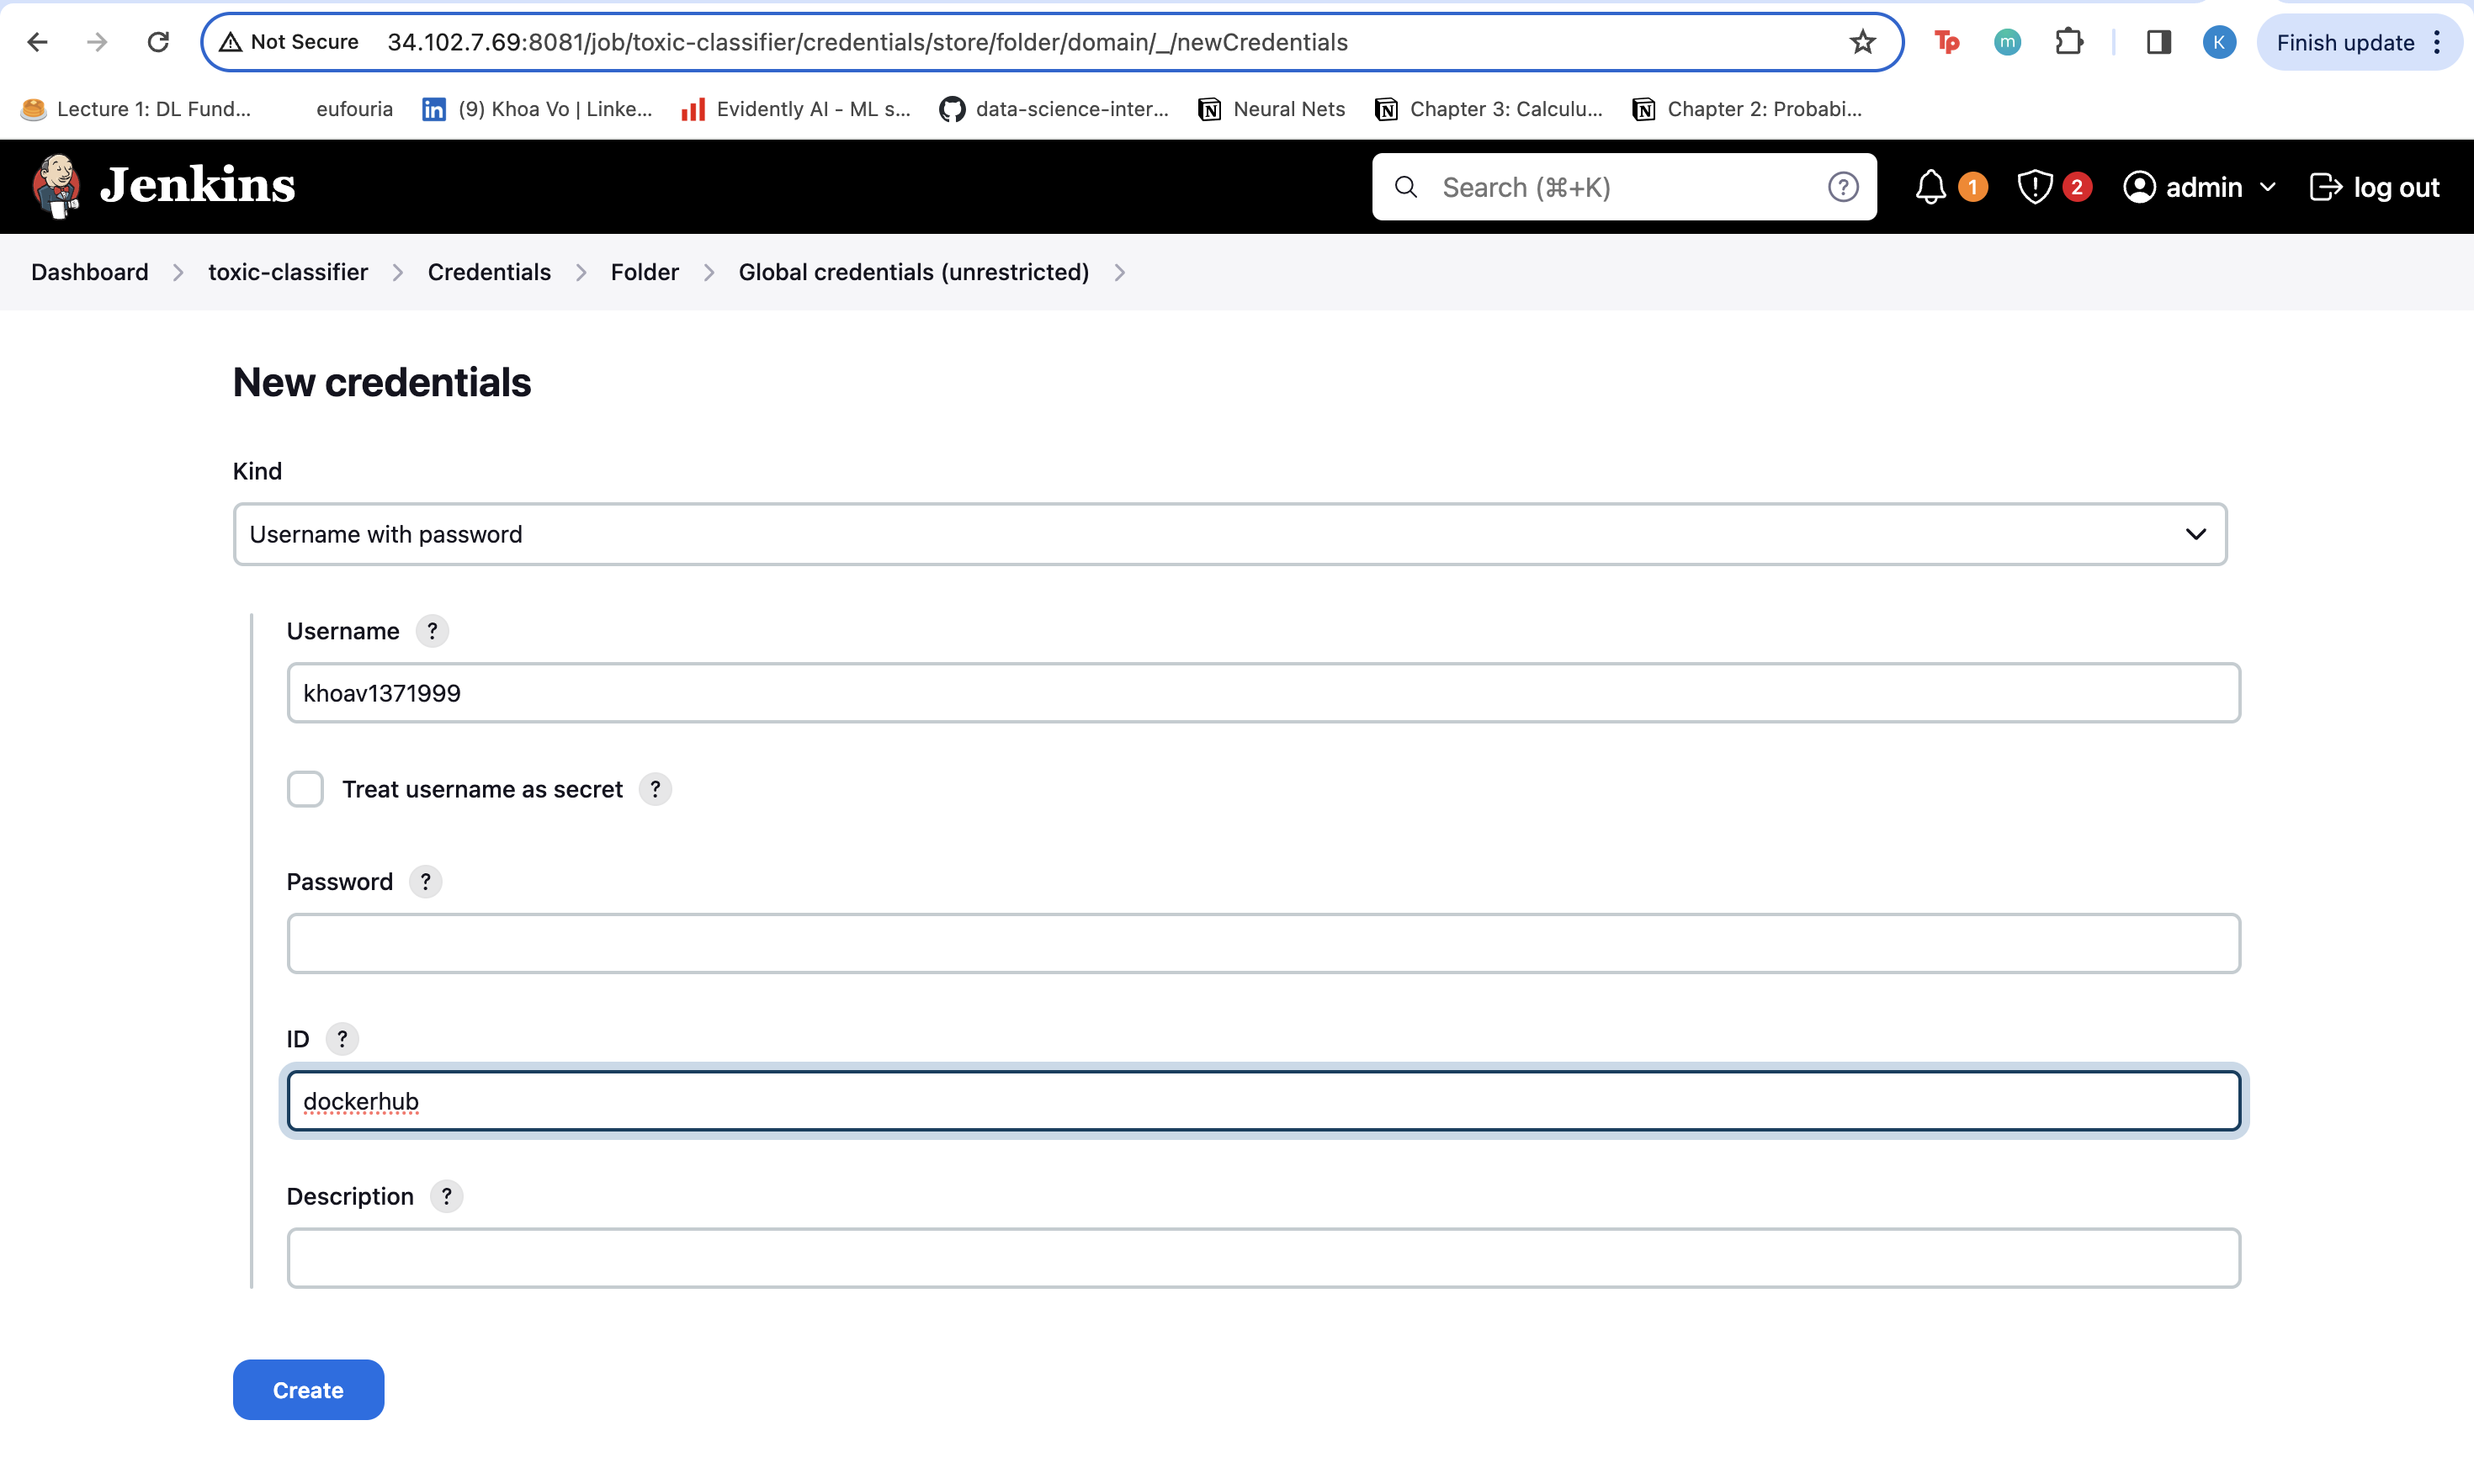 Not Secure 34.102.7.69:8081/job/toxic-classifier/credentials/store/folder/domain/_/newCredentials Tp m K Finish update
Lecture 1: DL Fund... eufouria in (9) Khoa Vo | Linke... Evidently AI - ML s... data-science-inter... N Neural Nets N Chapter 3: Calculu... N Chapter 2: Probabi...
Jenkins Search (⌘+K) ? 1 2 admin log out
Dashboard toxic-classifier Credentials Folder Global credentials (unrestricted)
New credentials
Kind
Username with password
Username ?
khoav1371999
Treat username as secret ?
Password ?
ID ?
dockerhub
Description ?
Create